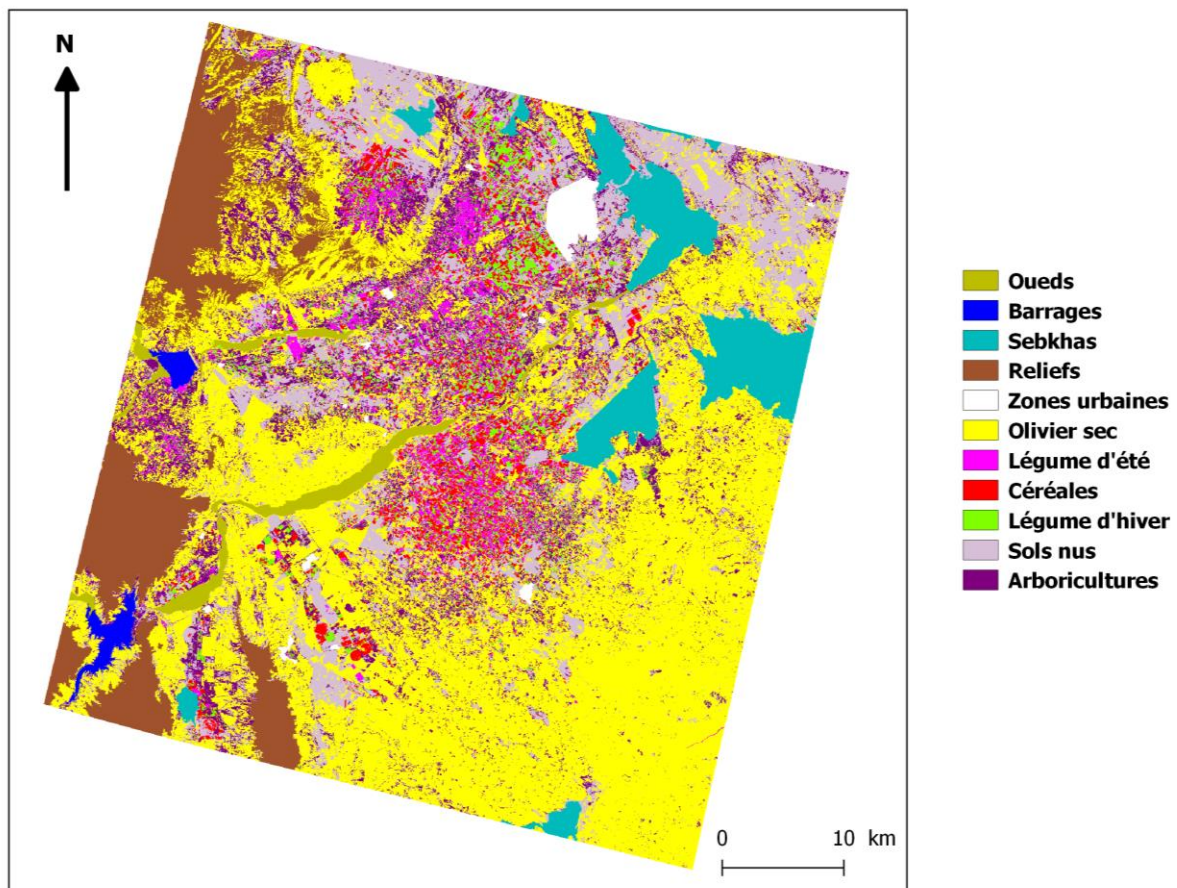 N
Oueds
Barrages
Sebkhas
Reliefs
Zones urbaines
Olivier sec
Légume d'été
Céréales
Légume d'hiver
Sols nus
Arboricultures
0 10 km